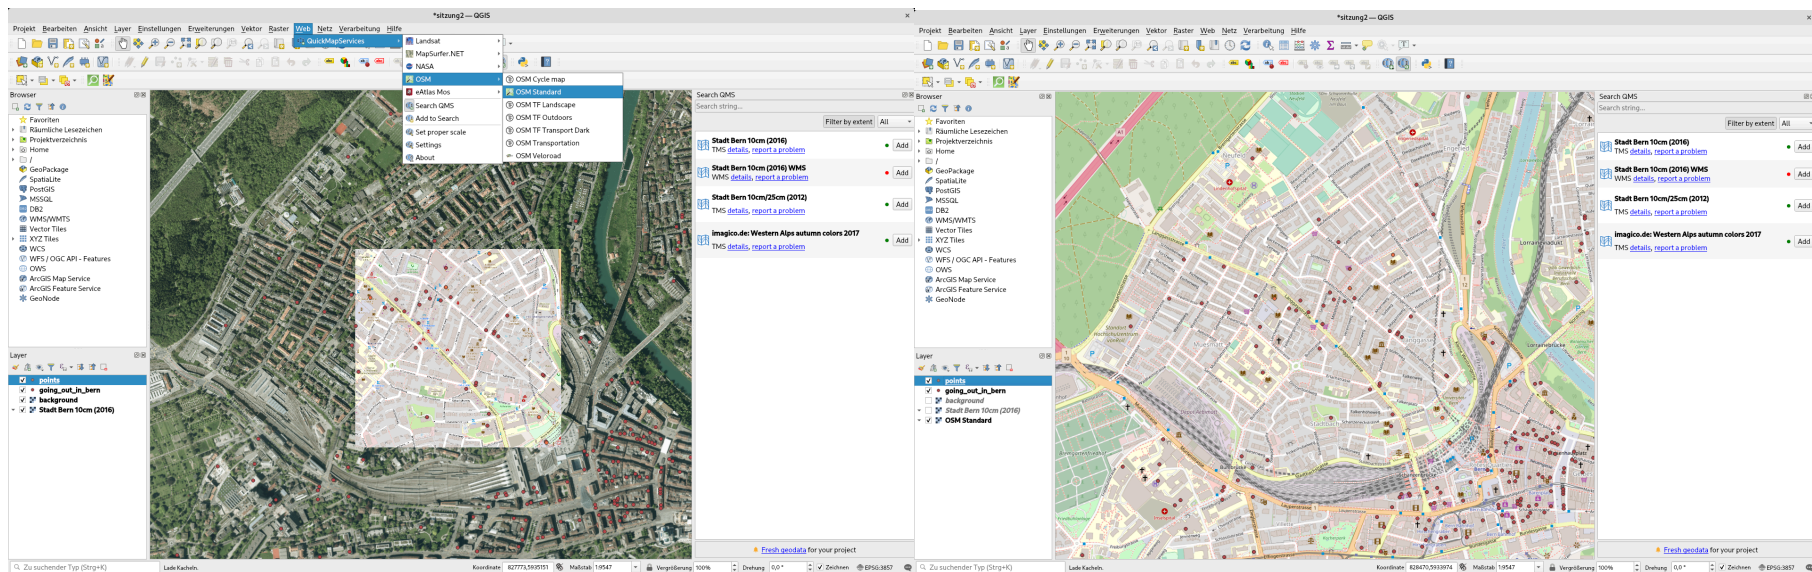 *sitzung2 — QGIS
Projekt Bearbeiten Ansicht Layer Einstellungen Erweiterungen Vektor Raster Web Netz Verarbeitung Hilfe
QuickMapServices
Landsat
MapSurfer.NET
NASA
OSM
eAtlas Mos
Search QMS
Add to Search
Set proper scale
Settings
About
OSM Cycle map
OSM Standard
OSM TF Landscape
OSM TF Outdoors
OSM TF Transport Dark
OSM Transportation
OSM Veloroad
Browser
Favoriten
Räumliche Lesezeichen
Projektverzeichnis
Home
/
GeoPackage
SpatiaLite
PostGIS
MSSQL
DB2
WMS/WMTS
Vector Tiles
XYZ Tiles
WCS
WFS / OGC API - Features
OWS
ArcGIS Map Service
ArcGIS Feature Service
GeoNode
Layer
points
going_out_in_bern
background
Stadt Bern 10cm (2016)
Search QMS
Search string...
Filter by extent All
Stadt Bern 10cm (2016)
TMS details, report a problem Add
Stadt Bern 10cm (2016) WMS
WMS details, report a problem Add
Stadt Bern 10cm/25cm (2012)
TMS details, report a problem Add
imagico.de: Western Alps autumn colors 2017
TMS details, report a problem Add
Fresh geodata for your project
Zu suchender Typ (Strg+K) Lade Kacheln. Koordinate 827773,5935151 Maßstab 1:9547 Vergrößerung 100% Drehung 0,0 ° Zeichnen EPSG:3857
*sitzung2 — QGIS
Projekt Bearbeiten Ansicht Layer Einstellungen Erweiterungen Vektor Raster Web Netz Verarbeitung Hilfe
Browser
Favoriten
Räumliche Lesezeichen
Projektverzeichnis
Home
/
GeoPackage
SpatiaLite
PostGIS
MSSQL
DB2
WMS/WMTS
Vector Tiles
XYZ Tiles
WCS
WFS / OGC API - Features
OWS
ArcGIS Map Service
ArcGIS Feature Service
GeoNode
Layer
points
going_out_in_bern
background
Stadt Bern 10cm (2016)
OSM Standard
Neufeld
Engeried
Muesmatt
Stadtbach
Villette
Lorrainebrücke
Search QMS
Search string...
Filter by extent All
Stadt Bern 10cm (2016)
TMS details, report a problem Add
Stadt Bern 10cm (2016) WMS
WMS details, report a problem Add
Stadt Bern 10cm/25cm (2012)
TMS details, report a problem Add
imagico.de: Western Alps autumn colors 2017
TMS details, report a problem Add
Fresh geodata for your project
Zu suchender Typ (Strg+K) Lade Kacheln. Koordinate 828470,5933974 Maßstab 1:9547 Vergrößerung 100% Drehung 0,0 ° Zeichnen EPSG:3857